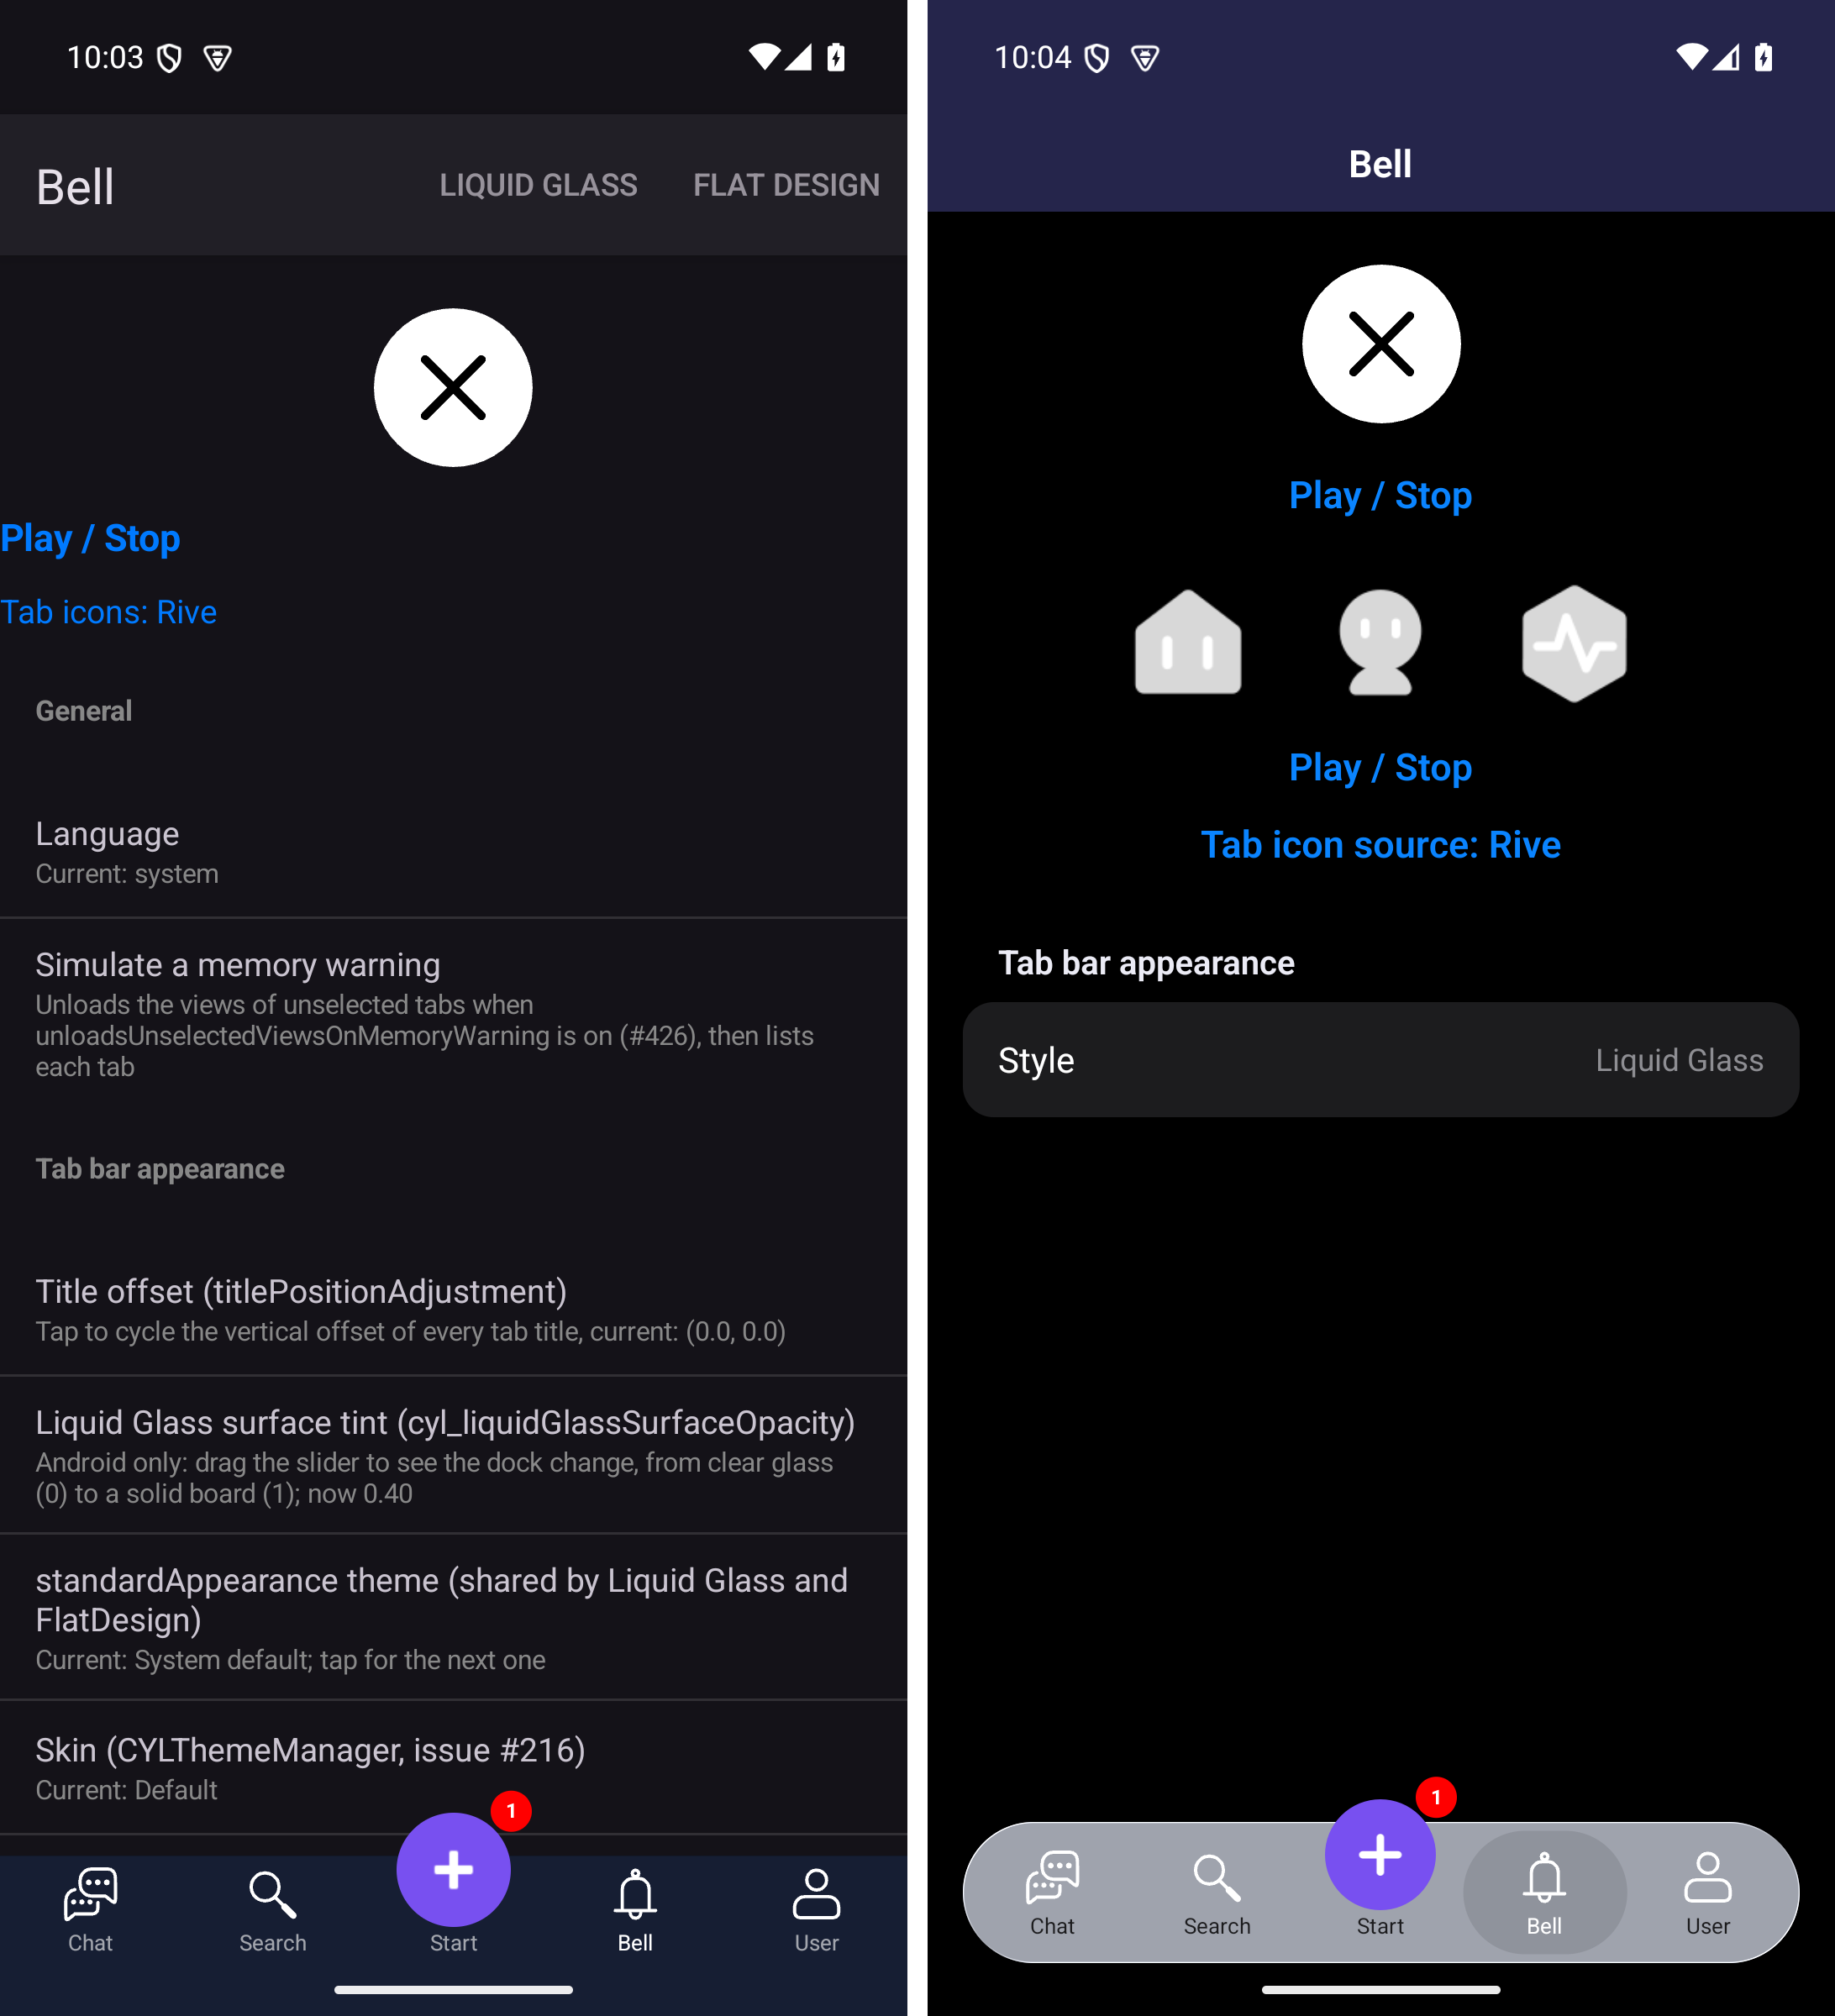 10:03
Bell
LIQUID GLASS
FLAT DESIGN
Play / Stop
Tab icons: Rive
General
Language
Current: system
Simulate a memory warning
Unloads the views of unselected tabs when
unloadsUnselectedViewsOnMemoryWarning is on (#426), then lists
each tab
Tab bar appearance
Title offset (titlePositionAdjustment)
Tap to cycle the vertical offset of every tab title, current: (0.0, 0.0)
Liquid Glass surface tint (cyl_liquidGlassSurfaceOpacity)
Android only: drag the slider to see the dock change, from clear glass
(0) to a solid board (1); now 0.40
standardAppearance theme (shared by Liquid Glass and
FlatDesign)
Current: System default; tap for the next one
Skin (CYLThemeManager, issue #216)
Current: Default
1
Chat
Search
Start
Bell
User
10:04
Bell
Play / Stop
Play / Stop
Tab icon source: Rive
Tab bar appearance
Style
Liquid Glass
1
Chat
Search
Start
Bell
User